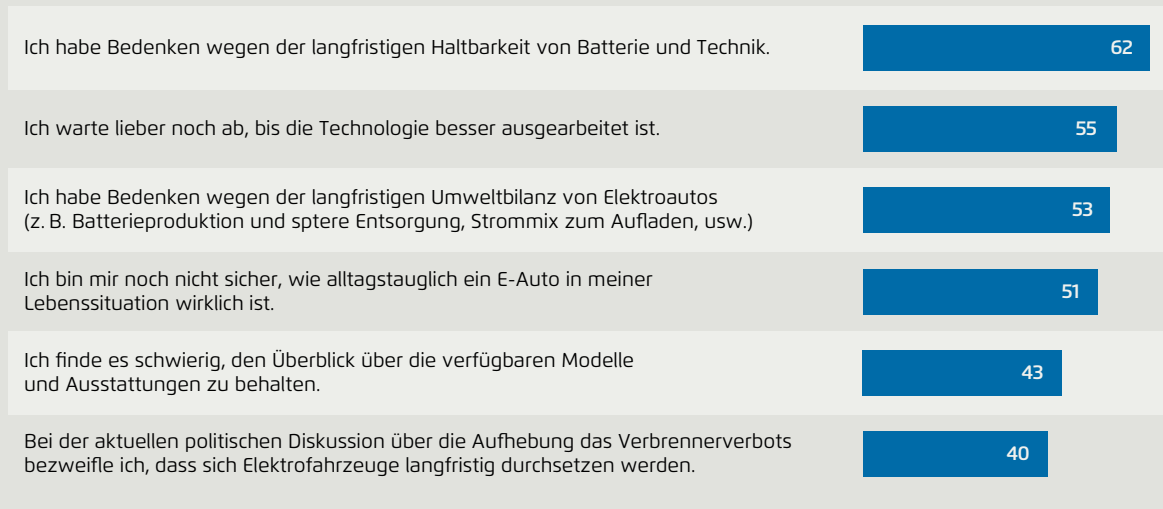 Ich habe Bedenken wegen der langfristigen Haltbarkeit von Batterie und Technik.
62
Ich warte lieber noch ab, bis die Technologie besser ausgearbeitet ist.
55
Ich habe Bedenken wegen der langfristigen Umweltbilanz von Elektroautos
(z. B. Batterieproduktion und sptere Entsorgung, Strommix zum Aufladen, usw.)
53
Ich bin mir noch nicht sicher, wie alltagstauglich ein E-Auto in meiner
Lebenssituation wirklich ist.
51
Ich finde es schwierig, den Überblick über die verfügbaren Modelle
und Ausstattungen zu behalten.
43
Bei der aktuellen politischen Diskussion über die Aufhebung das Verbrennerverbots
bezweifle ich, dass sich Elektrofahrzeuge langfristig durchsetzen werden.
40